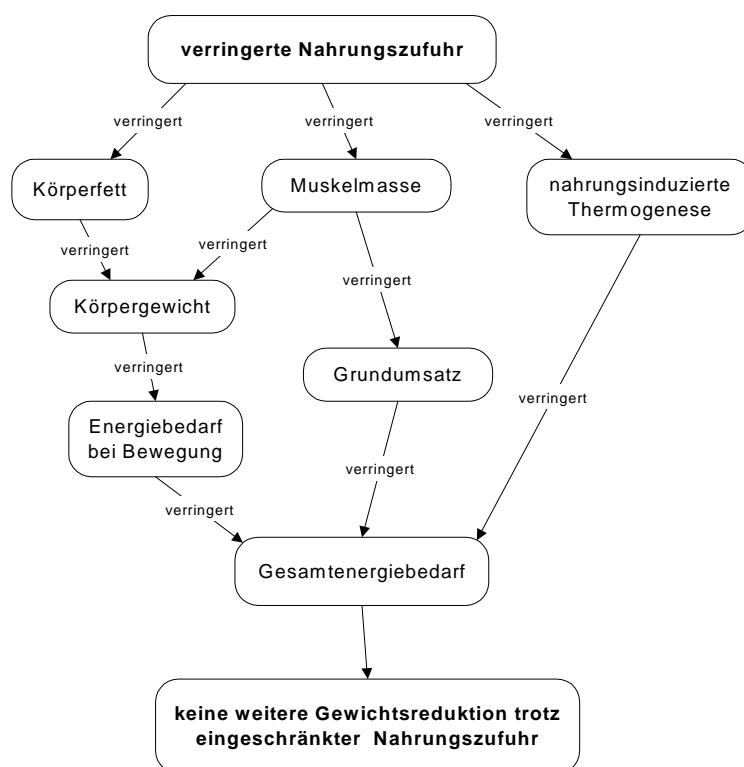 verringerte Nahrungszufuhr
verringert
verringert
verringert
Körperfett
Muskelmasse
nahrungsinduzierte
Thermogenese
verringert
verringert
verringert
Körpergewicht
verringert
Grundumsatz
verringert
Energiebedarf
bei Bewegung
verringert
verringert
Gesamtenergiebedarf
keine weitere Gewichtsreduktion trotz
eingeschränkter Nahrungszufuhr